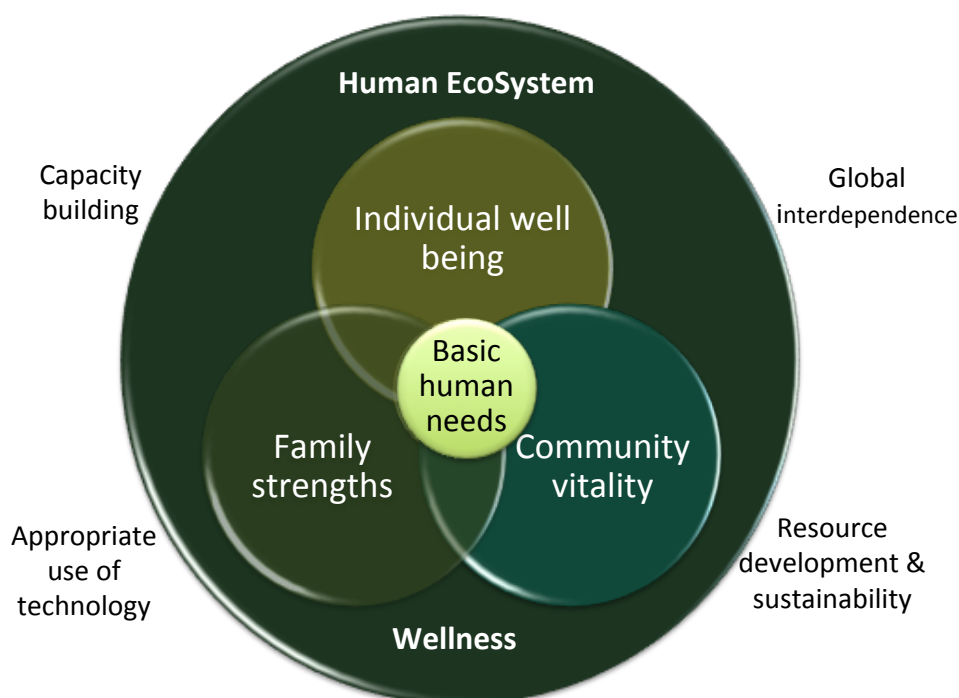 Human EcoSystem
Capacity
building
Global
interdependence
Individual well
being
Basic
human
needs
Family
strengths
Community
vitality
Appropriate
use of
technology
Resource
development &
sustainability
Wellness